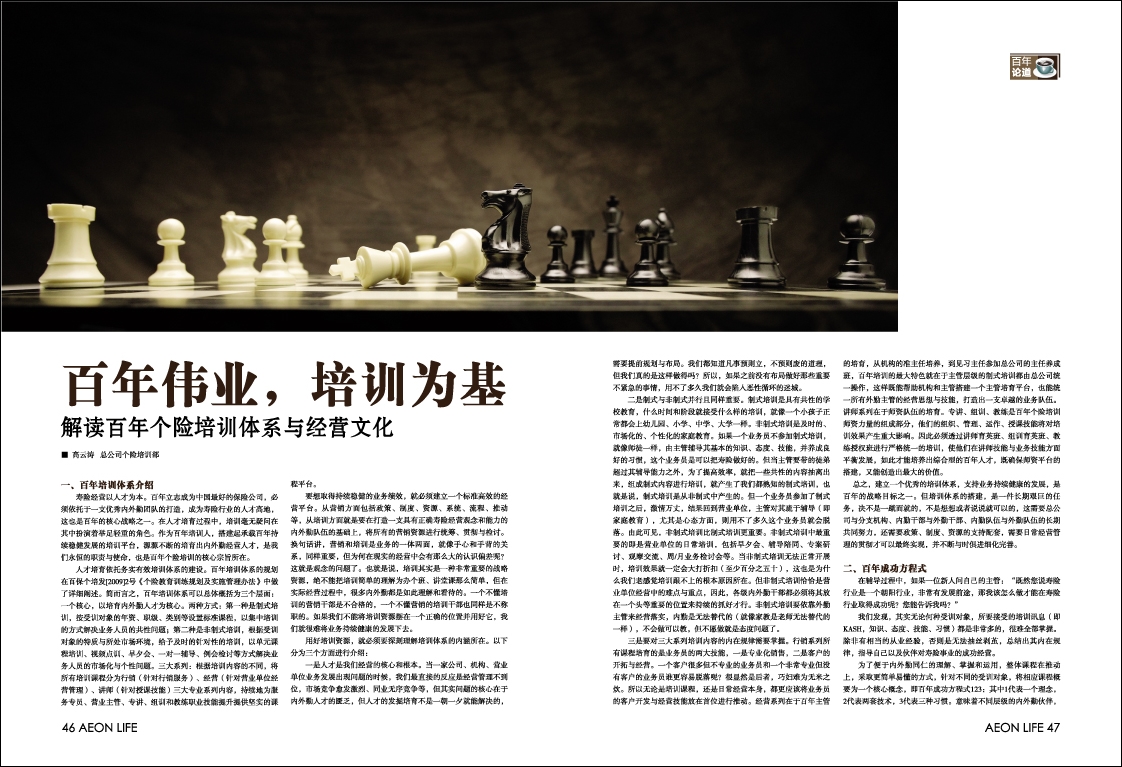 百年
论道
百年伟业，培训为基
解读百年个险培训体系与经营文化
■ 高云涛 总公司个险培训部
一、百年培训体系介绍
寿险经营以人才为本。百年立志成为中国最好的保险公司，必
须依托于一支优秀内外勤团队的打造，成为寿险行业的人才高地，
这也是百年的核心战略之一。在人才培育过程中，培训毫无疑问在
其中扮演着举足轻重的角色。作为百年培训人，搭建起承载百年持
续稳健发展的培训平台，源源不断的培育出内外勤经营人才，是我
们永恒的职责与使命，也是百年个险培训的核心宗旨所在。
人才培育依托务实有效培训体系的建设。百年培训体系的规划
在百保个培发[2009]2号《个险教育训练规划及实施管理办法》中做
了详细阐述。简而言之，百年培训体系可以总体概括为三个层面：
一个核心，以培育内外勤人才为核心。两种方式：第一种是制式培
训，按受训对象的年资、职级、类别等设置标准课程，以集中培训
的方式解决业务人员的共性问题；第二种是非制式培训，根据受训
对象的特质与所处市场环境，给予及时的针对性的培训，以单元课
程培训、视频点训、早夕会、一对一辅导、例会检讨等方式解决业
务人员的市场化与个性问题。三大系列：根据培训内容的不同，将
所有培训课程分为行销（针对行销服务）、经营（针对营业单位经
营管理）、讲师（针对授课技能）三大专业系列内容，持续地为服
务专员、营业主管、专讲、组训和教练职业技能提升提供坚实的课
程平台。
要想取得持续稳健的业务绩效，就必须建立一个标准高效的经
营平台。从营销方面包括政策、制度、资源、系统、流程、推动
等，从培训方面就是要在打造一支具有正确寿险经营观念和能力的
内外勤队伍的基础上，将所有的营销资源进行统筹、贯彻与检讨。
换句话讲，营销和培训是业务的一体两面，就像手心和手背的关
系。同样重要，但为何在现实的经营中会有那么大的认识偏差呢？
这就是观念的问题了。也就是说，培训其实是一种非常重要的战略
资源，绝不能把培训简单的理解为办个班、讲堂课那么简单，但在
实际经营过程中，很多内外勤都是如此理解和看待的。一个不懂培
训的营销干部是不合格的，一个不懂营销的培训干部也同样是不称
职的。如果我们不能将培训资源摆在一个正确的位置并用好它，我
们就很难将业务持续健康的发展下去。
用好培训资源，就必须要探测理解培训体系的内涵所在。以下
分为三个方面进行介绍：
一是人才是我们经营的核心和根本。当一家公司、机构、营业
单位业务发展出现问题的时候，我们最直接的反应是经营管理不到
位，市场竞争愈发激烈、同业无序竞争等，但其实问题的核心在于
内外勤人才的匮乏，但人才的发掘培育不是一朝一夕就能解决的，
需要提前规划与布局。我们都知道凡事预则立，不预则废的道理，
但我们真的是这样做得吗？所以，如果之前没有布局做好那些重要
不紧急的事情，用不了多久我们就会陷入恶性循环的迷城。
二是制式与非制式并行且同样重要。制式培训是具有共性的学
校教育，什么时间和阶段就接受什么样的培训，就像一个小孩子正
常都会上幼儿园、小学、中学、大学一样。非制式培训是及时的、
市场化的、个性化的家庭教育。如果一个业务员不参加制式培训，
就像师徒一样，由主管辅导其基本的知识、态度、技能，并养成良
好的习惯，这个业务员是可以把寿险做好的。但当主管要带的徒弟
超过其辅导能力之外，为了提高效率，就把一些共性的内容抽离出
来，组成制式内容进行培训，就产生了我们都熟知的制式培训，也
就是说，制式培训是从非制式中产生的。但一个业务员参加了制式
培训之后，激情万丈，结果回到营业单位，主管对其疏于辅导（即
家庭教育），尤其是心态方面，则用不了多久这个业务员就会脱
落。由此可见，非制式培训比制式培训更重要。非制式培训中最重
要的即是营业单位的日常培训，包括早夕会、辅导陪同、专案研
讨、观摩交流、周/月业务检讨会等。当非制式培训无法正常开展
时，培训效果就一定会大打折扣（至少百分之五十），这也是为什
么我们老感觉培训跟不上的根本原因所在。但非制式培训恰恰是营
业单位经营中的难点与重点，因此，各级内外勤干部都必须将其放
在一个头等重要的位置来持续的抓好才行。非制式培训要依靠外勤
主管来经营落实，内勤是无法替代的（就像家教是老师无法替代的
一样），不会做可以教，但不愿做就是态度问题了。
三是要对三大系列培训内容的内在规律需要掌握。行销系列所
有课程培育的是业务员的两大技能，一是专业化销售，二是客户的
开拓与经营。一个客户很多但不专业的业务员和一个非常专业但没
有客户的业务员谁更容易脱落呢？很显然是后者，巧妇难为无米之
炊。所以无论是培训课程，还是日常经营本身，都更应该将业务员
的客户开发与经营技能放在首位进行推动。经营系列在于百年主管
的培育，从机构的准主任培养，到见习主任参加总公司的主任养成
班，百年培训的最大特色就在于主管层级的制式培训都由总公司统
一操作，这样既能帮助机构和主管搭建一个主管培育平台，也能统
一所有外勤主管的经营思想与技能，打造出一支卓越的业务队伍。
讲师系列在于师资队伍的培育。专讲、组训、教练是百年个险培训
师资力量的组成部分，他们的组织、管理、运作、授课技能将对培
训效果产生重大影响。因此必须透过讲师育英班、组训育英班、教
练授权班进行严格统一的培训，使他们在讲师技能与业务技能方面
平衡发展，如此才能培养出综合型的百年人才，既确保师资平台的
搭建，又能创造出最大的价值。
总之，建立一个优秀的培训体系，支持业务持续健康的发展，是
百年的战略目标之一。但培训体系的搭建，是一件长期艰巨的任
务，决不是一蹴而就的，不是想想或者说说就可以的，这需要总公
司与分支机构、内勤干部与外勤干部、内勤队伍与外勤队伍的长期
共同努力，还需要政策、制度、资源的支持配套，需要日常经营管
理的贯彻才可以最终实现，并不断与时俱进细化完善。
二、百年成功方程式
在辅导过程中，如果一位新人问自己的主管：“既然您说寿险
行业是一个朝阳行业，非常有发展前途，那我该怎么做才能在寿险
行业取得成功呢？您能告诉我吗？”
我们发现，其实无论何种受训对象，所要接受的培训讯息（即
KASH，知识、态度、技能、习惯）都是非常多的，很难全部掌握。
除非有相当的从业经验，否则是无法抽丝剥茧，总结出其内在规
律，指导自己以及伙伴对寿险事业的成功经营。
为了便于内外勤同仁的理解、掌握和运用，整体课程在推动
上，采取更简单易懂的方式，针对不同的受训对象，将相应课程概
要为一个核心概念，即百年成功方程式123：其中1代表一个理念，
2代表两套技术，3代表三种习惯。意味着不同层级的内外勤伙伴，
46 AEON LIFE
AEON LIFE 47